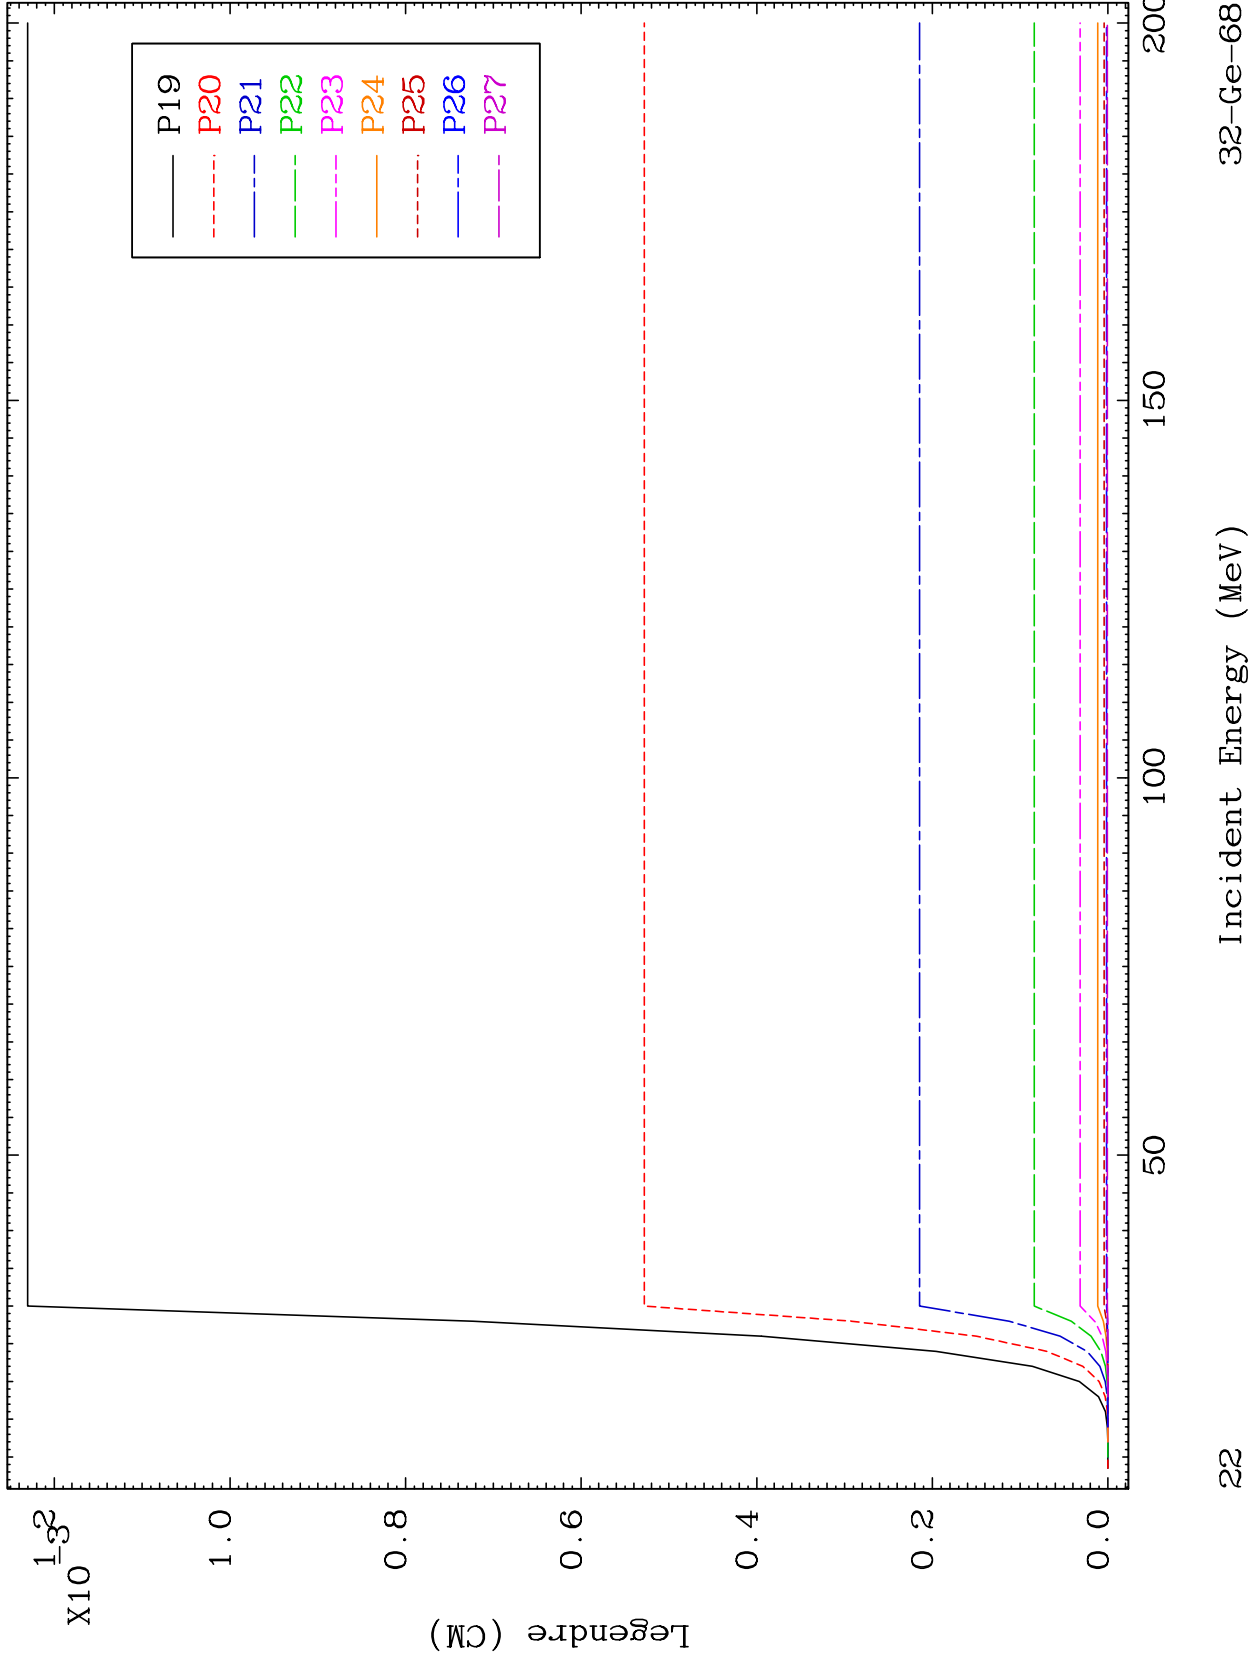 P19
P20
P21
P22
P23
P24
P25
P26
P27
X10
-3
1.2
1.0
0.8
0.6
0.4
0.2
0.0
Legendre (CM)
50
100
150
200
Incident Energy (MeV)
22
32-Ge-68